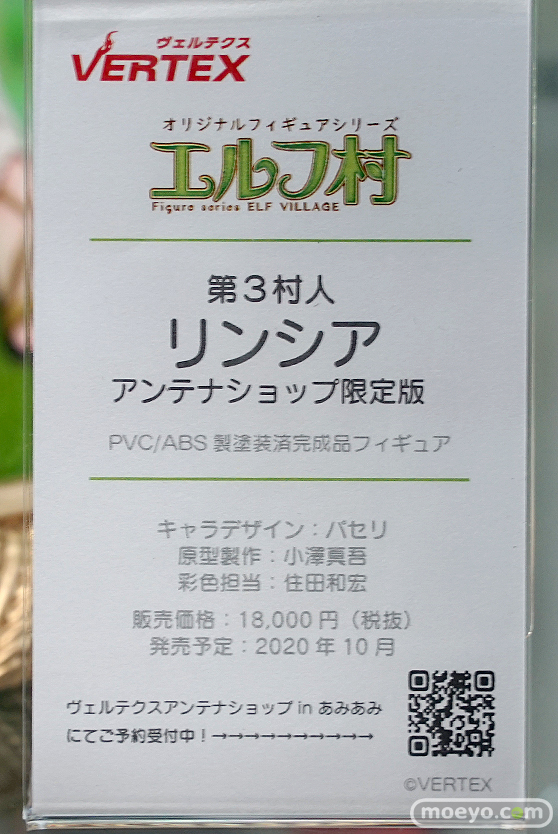 ヴェルテクス
VERTEX
オリジナルフィギュアシリーズ
エルフ村
Figure series ELF VILLAGE
第3村人
リンシア
アンテナショップ限定版
PVC/ABS 製塗装済完成品フィギュア
キャラデザイン：パセリ
原型製作：小澤真吾
彩色担当：住田和宏
販売価格：18,000円（税抜）
発売予定：2020年10月
ヴェルテクスアンテナショップ in あみあみ
にてご予約受付中！→→→→→→→→→→
©VERTEX
moeyo.com